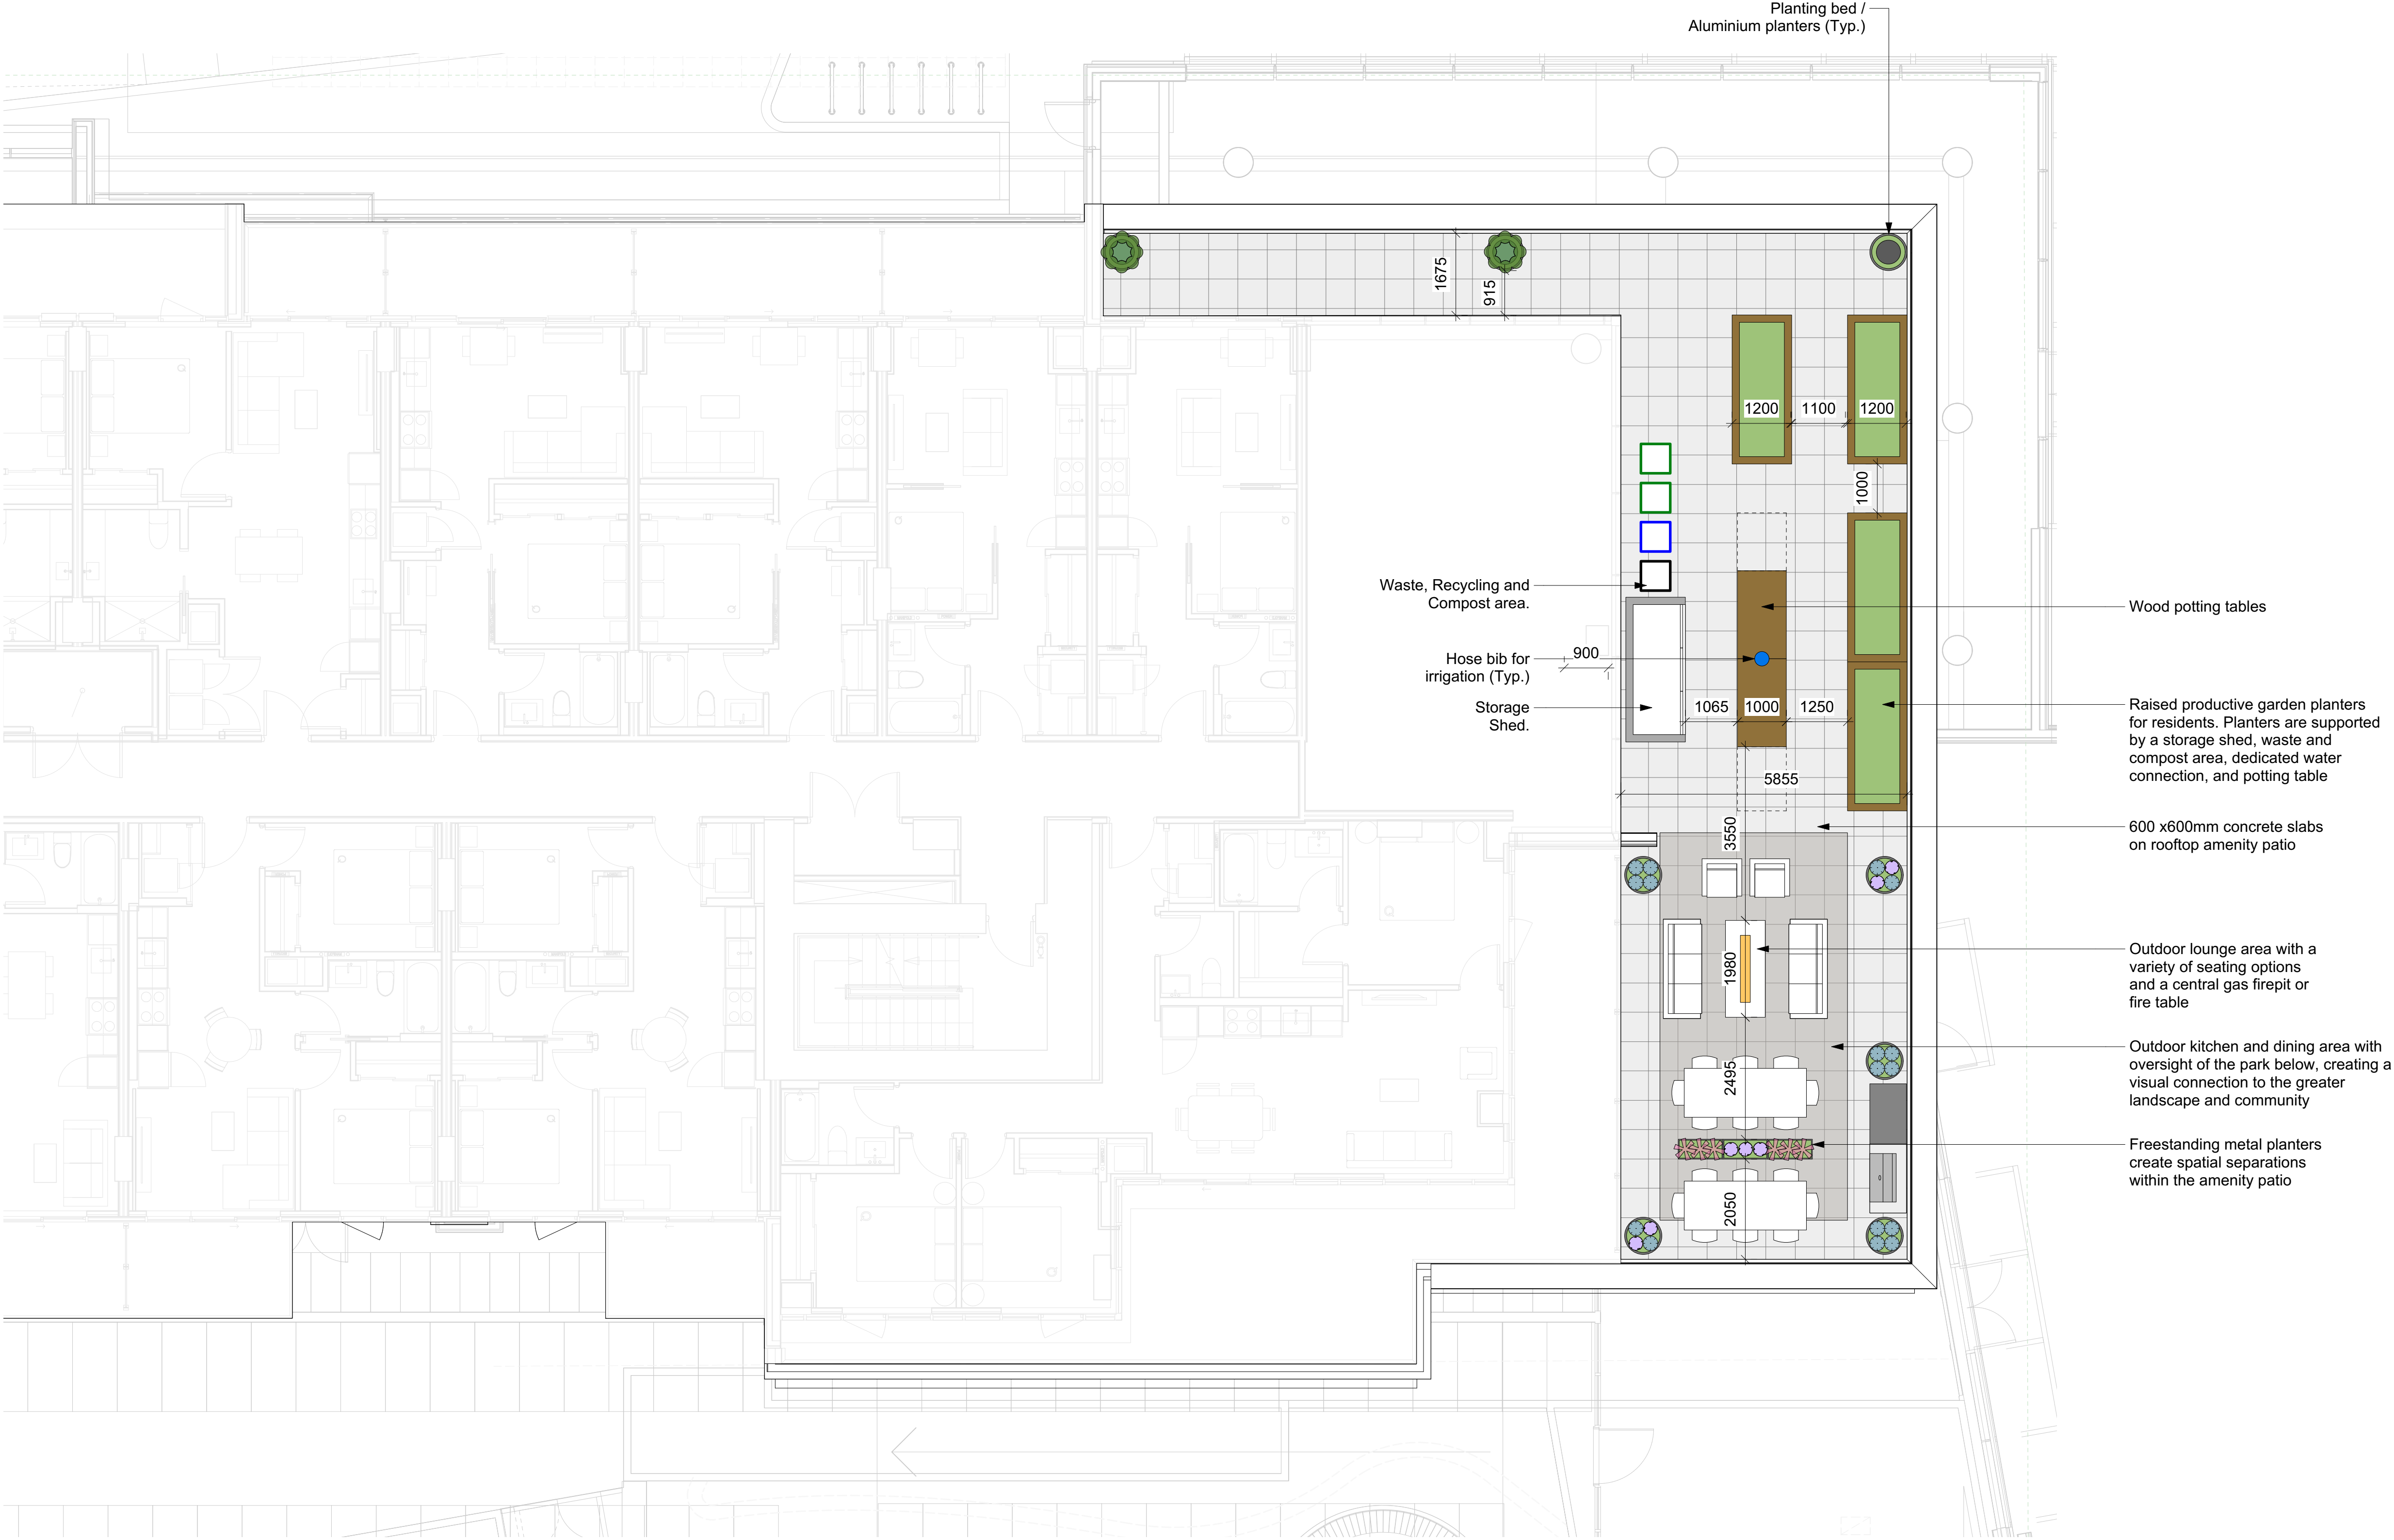 Planting bed /
Aluminium planters (Typ.)
1675
915
1200
1100
1200
1000
Waste, Recycling and
Compost area.
Wood potting tables
900
Hose bib for
irrigation (Typ.)
Storage
Shed.
1065
1000
1250
Raised productive garden planters
for residents. Planters are supported
by a storage shed, waste and
compost area, dedicated water
connection, and potting table
5855
3550
600 x600mm concrete slabs
on rooftop amenity patio
1980
Outdoor lounge area with a
variety of seating options
and a central gas firepit or
fire table
2495
Outdoor kitchen and dining area with
oversight of the park below, creating a
visual connection to the greater
landscape and community
Freestanding metal planters
create spatial separations
within the amenity patio
2050